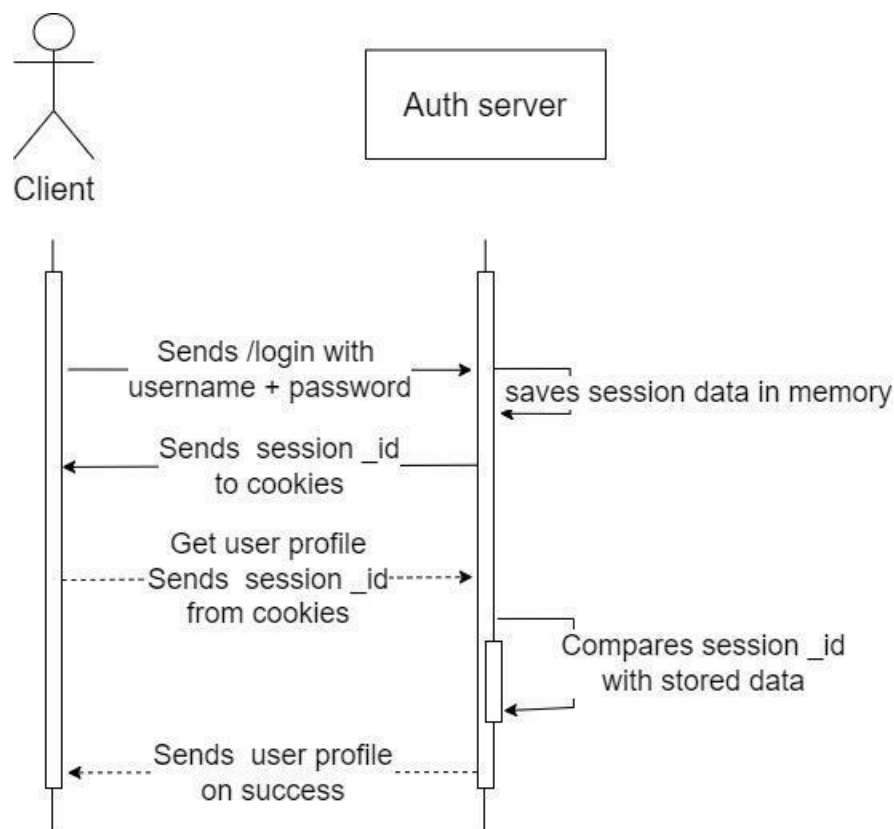 Auth server
Client
Sends /login with
username + password
saves session data in memory
Sends session _id
to cookies
Get user profile
Sends session _id
from cookies
Compares session _id
with stored data
Sends user profile
on success